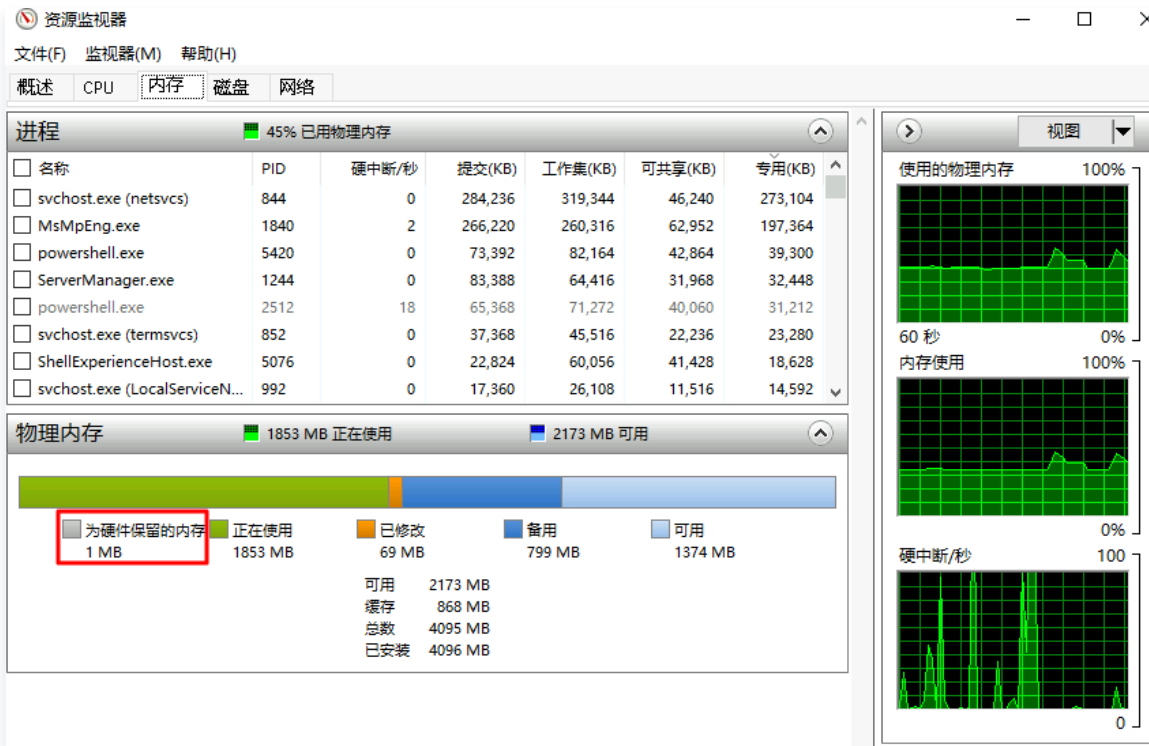 资源监视器
文件(F) 监视器(M) 帮助(H)
概述 CPU 内存 磁盘 网络
进程 45% 已用物理内存
名称 PID 硬中断/秒 提交(KB) 工作集(KB) 可共享(KB) 专用(KB)
svchost.exe (netsvcs) 844 0 284,236 319,344 46,240 273,104
MsMpEng.exe 1840 2 266,220 260,316 62,952 197,364
powershell.exe 5420 0 73,392 82,164 42,864 39,300
ServerManager.exe 1244 0 83,388 64,416 31,968 32,448
powershell.exe 2512 18 65,368 71,272 40,060 31,212
svchost.exe (termsvcs) 852 0 37,368 45,516 22,236 23,280
ShellExperienceHost.exe 5076 0 22,824 60,056 41,428 18,628
svchost.exe (LocalServiceN... 992 0 17,360 26,108 11,516 14,592
物理内存 1853 MB 正在使用 2173 MB 可用
为硬件保留的内存 正在使用 已修改 备用 可用
1 MB 1853 MB 69 MB 799 MB 1374 MB
可用 2173 MB
缓存 868 MB
总数 4095 MB
已安装 4096 MB
视图
使用的物理内存 100%
60 秒 0%
内存使用 100%
0%
硬中断/秒 100
0